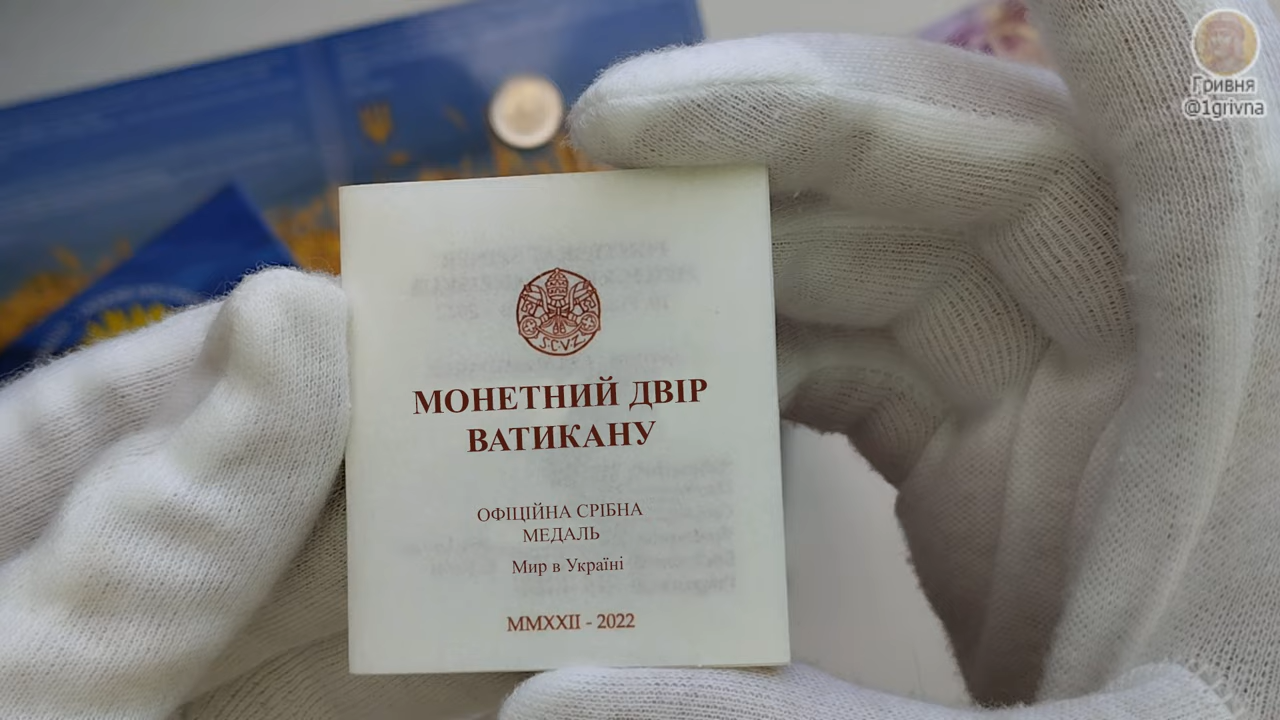 Гривня
@1grivna
S.C.V.Z.
МОНЕТНИЙ ДВІР
ВАТИКАНУ
ОФІЦІЙНА СРІБНА
МЕДАЛЬ
Мир в Україні
MMXXII - 2022